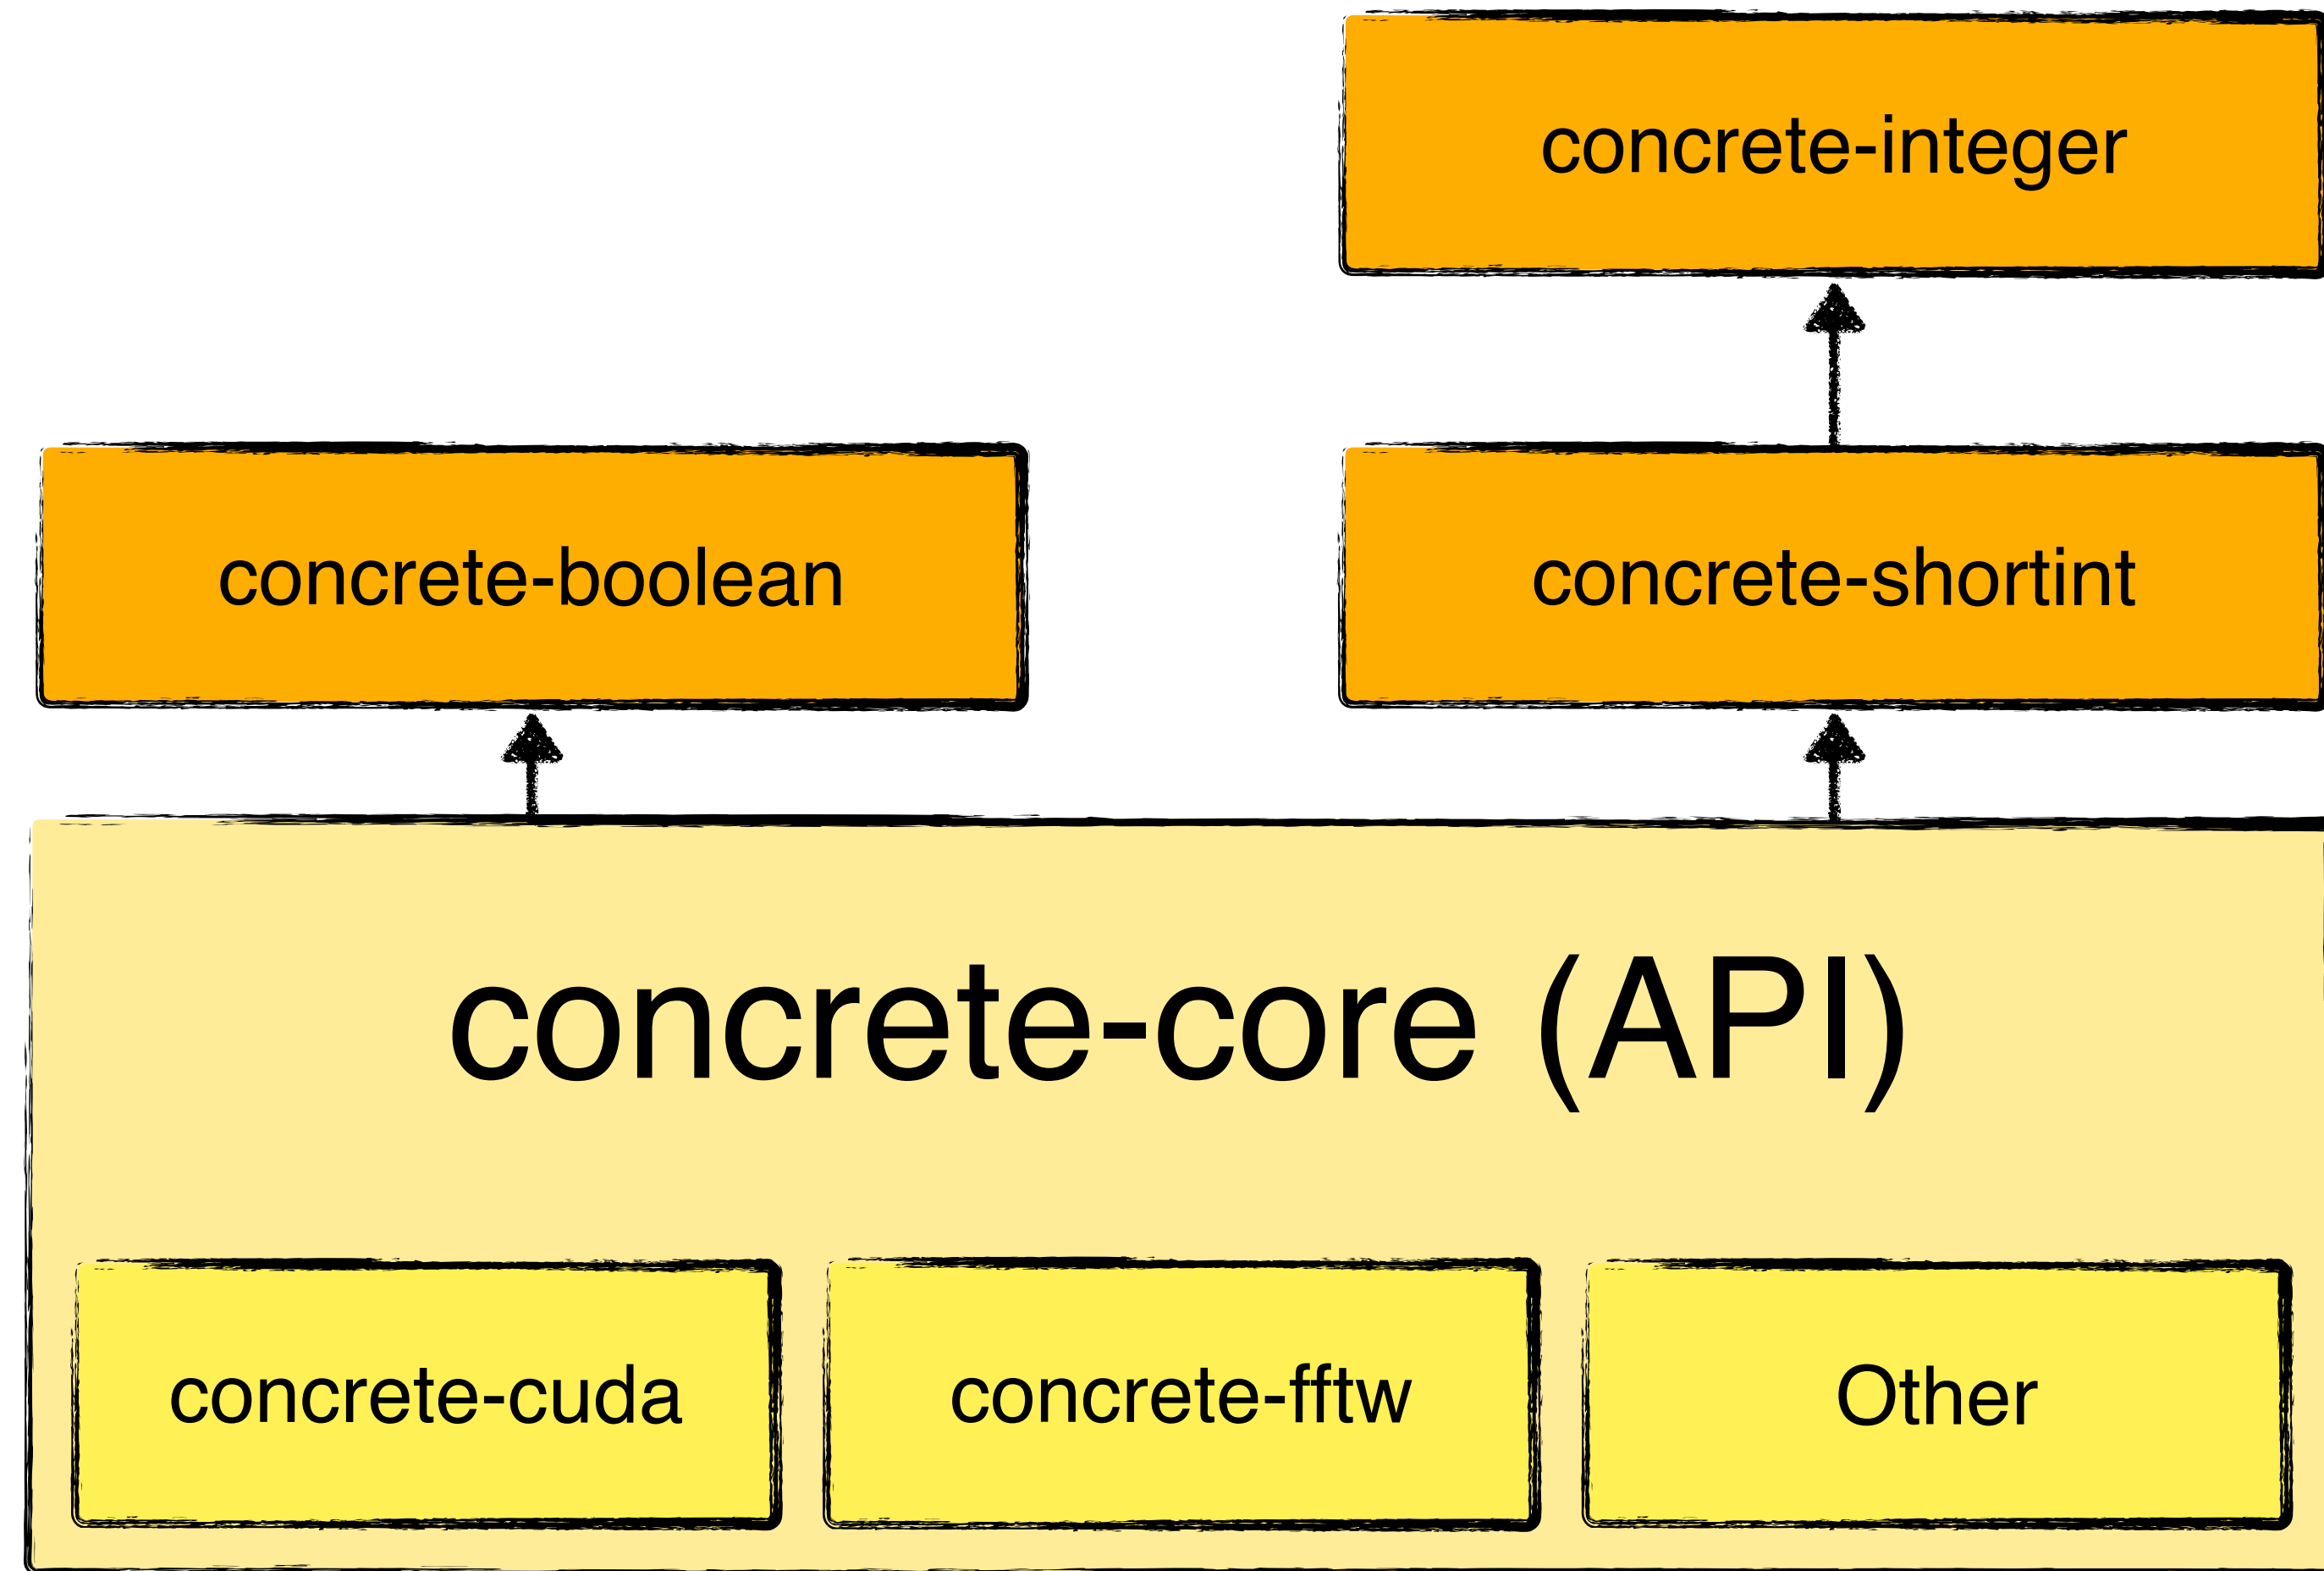 concrete-integer
concrete-boolean
concrete-shortint
concrete-core (API)
concrete-cuda
concrete-fftw
Other